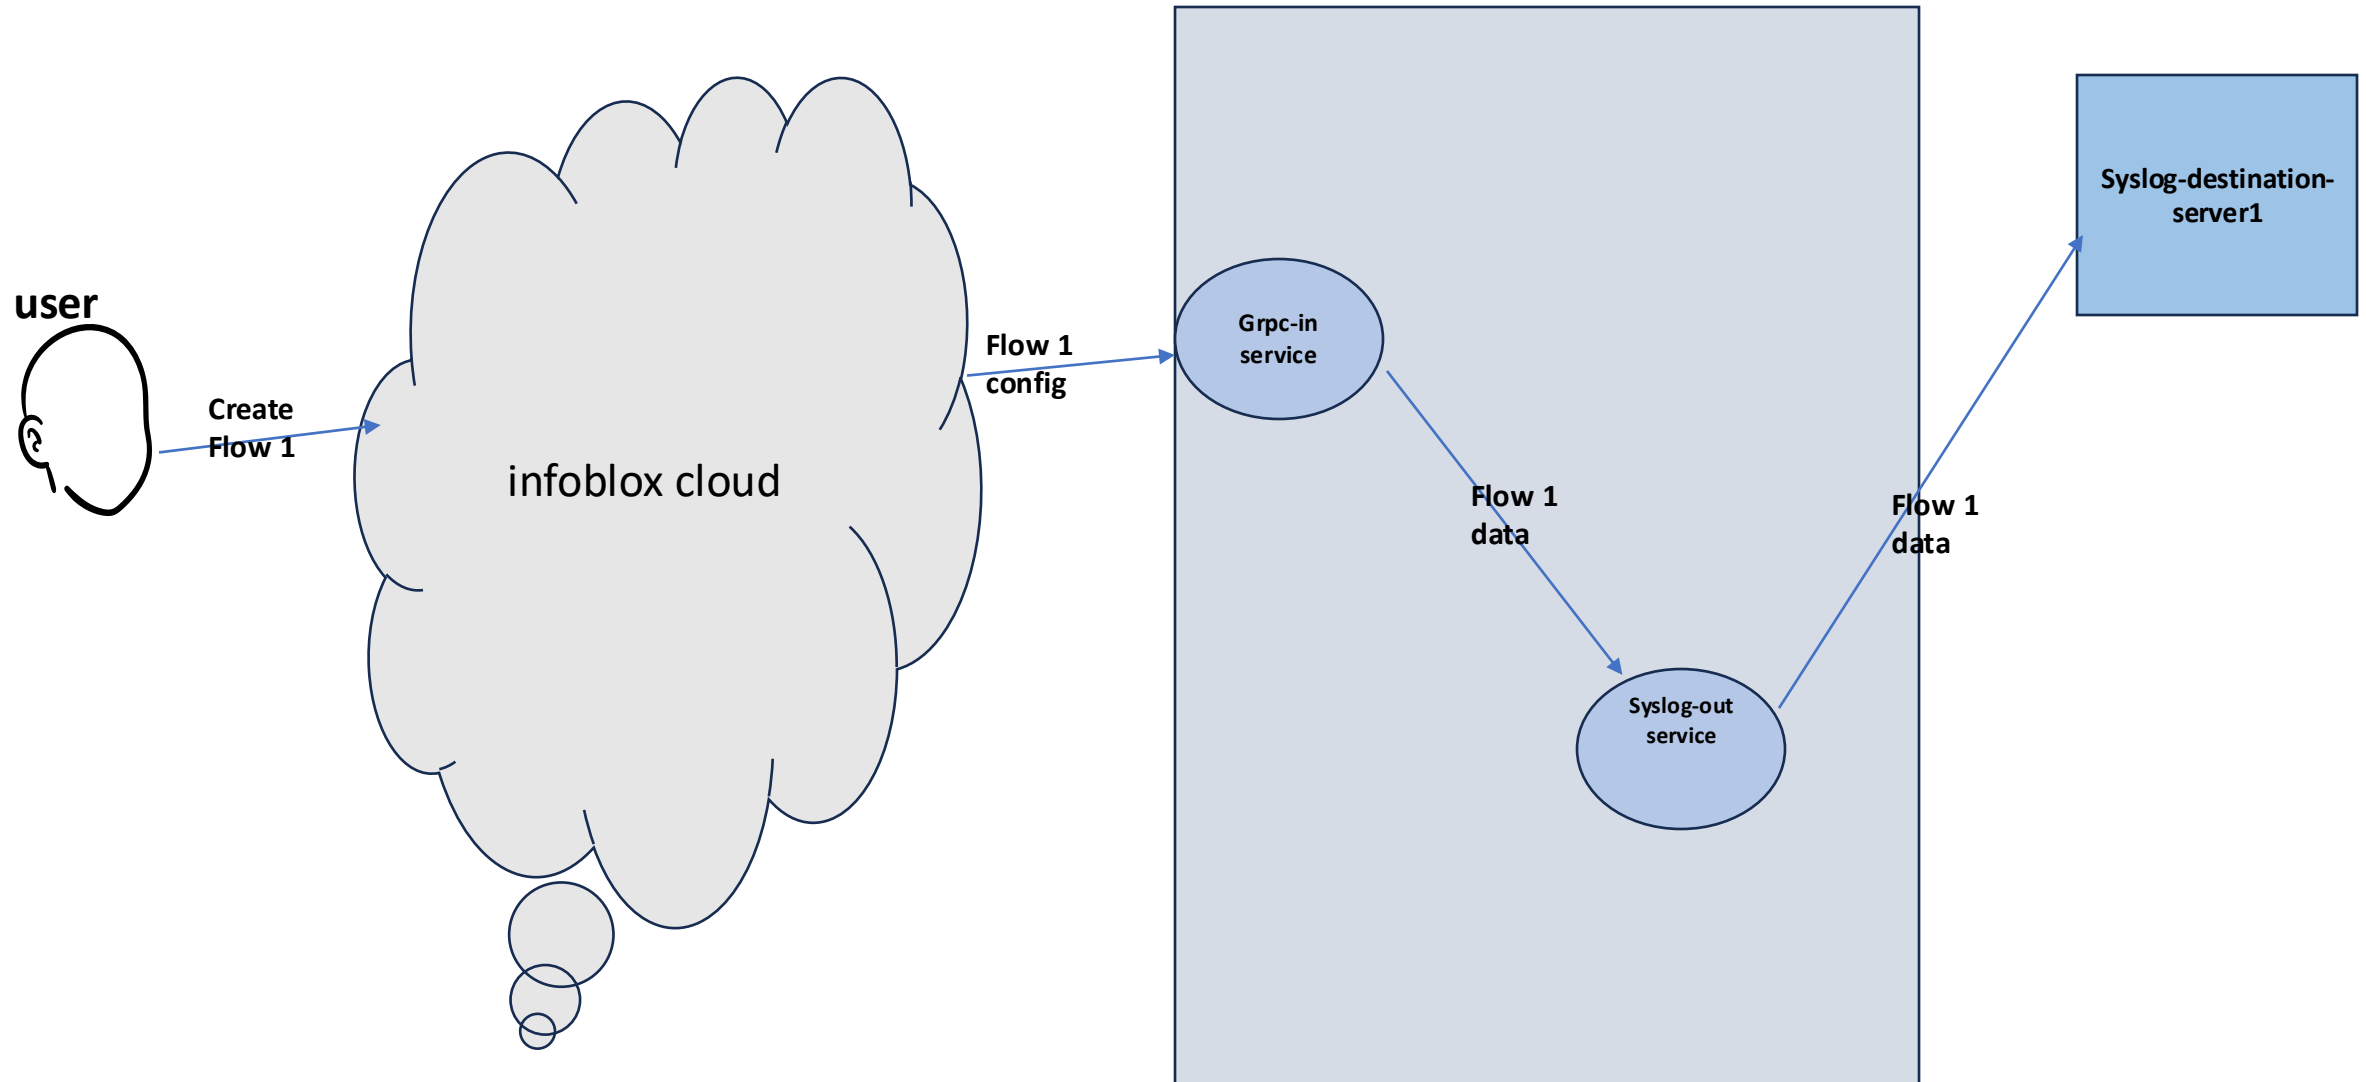 user
Create
Flow 1
infoblox cloud
Flow 1
config
Grpc-in
service
Flow 1
data
Syslog-out
service
Flow 1
data
Syslog-destination-
server1